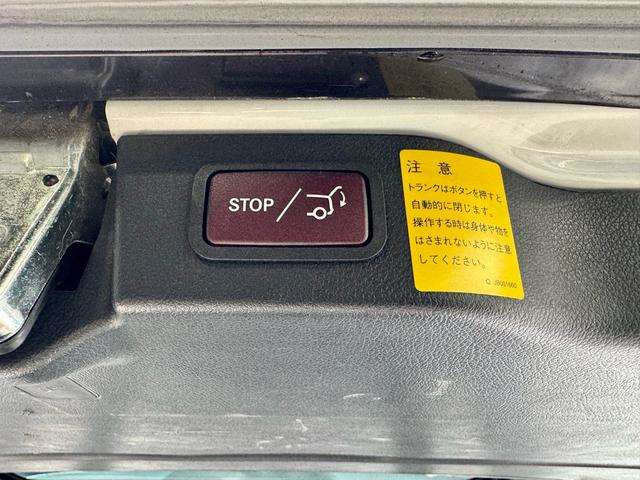 STOP /
注 意
トランクはボタンを押すと
自動的に閉じます。
操作する時は身体や物を
はさまれないように注意
してください。